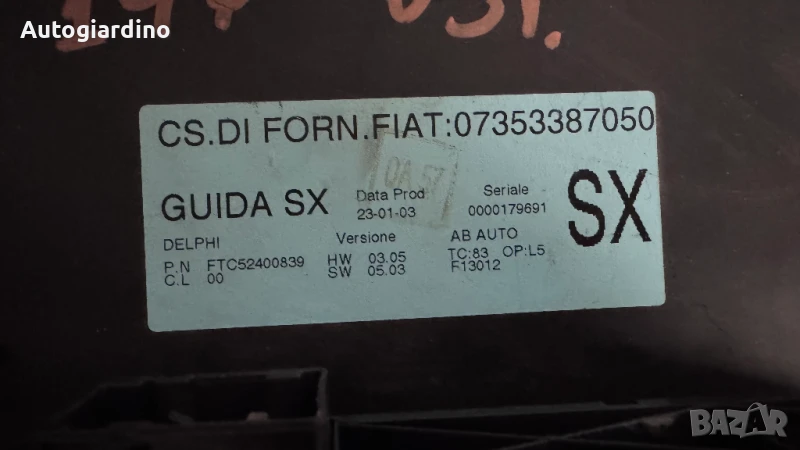 Autogiardino
CS.DI FORN.FIAT:07353387050
GUIDA SX
Data Prod
23-01-03
Seriale
0000179691
SX
DELPHI
P.N FTC52400839
C.L 00
Versione
HW 03.05
SW 05.03
AB AUTO
TC:83 OP:L5
F13012
BAZAR